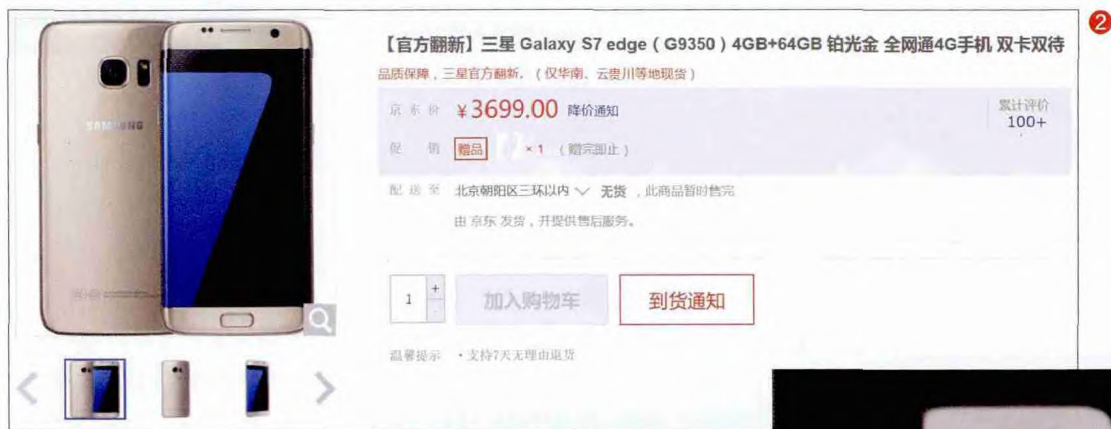 2
【官方翻新】三星 Galaxy S7 edge（G9350）4GB+64GB 铂光金 全网通4G手机 双卡双待
品质保障，三星官方翻新.（仅华南、云贵川等地现货）
京东价 ￥3699.00 降价通知
累计评价
100+
促销 赠品 ×1 （赠完即止）
配送至 北京朝阳区三环以内 无货，此商品暂时售完
由 京东 发货，并提供售后服务。
1 +
加入购物车 到货通知
温馨提示 ·支持7天无理由退货
SAMSUNG